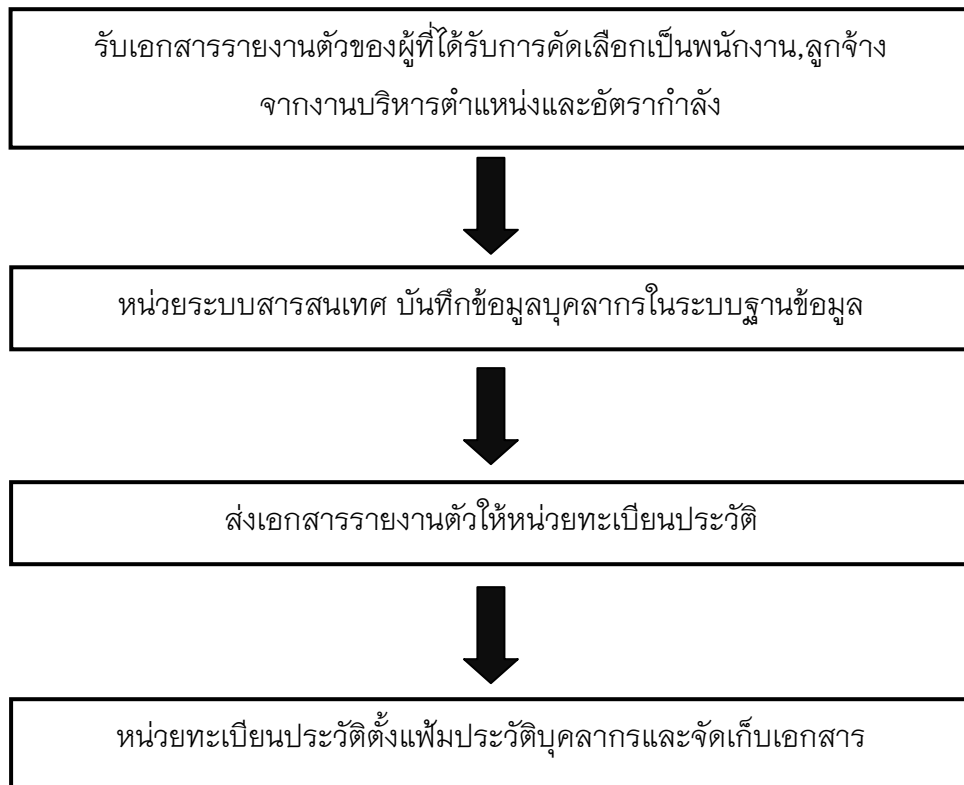 รับเอกสารรายงานตัวของผู้ที่ได้รับการคัดเลือกเป็นพนักงาน,ลูกจ้าง
จากงานบริหารตำแหน่งและอัตรากำลัง
หน่วยระบบสารสนเทศ บันทึกข้อมูลบุคลากรในระบบฐานข้อมูล
ส่งเอกสารรายงานตัวให้หน่วยทะเบียนประวัติ
หน่วยทะเบียนประวัติตั้งแฟ้มประวัติบุคลากรและจัดเก็บเอกสาร